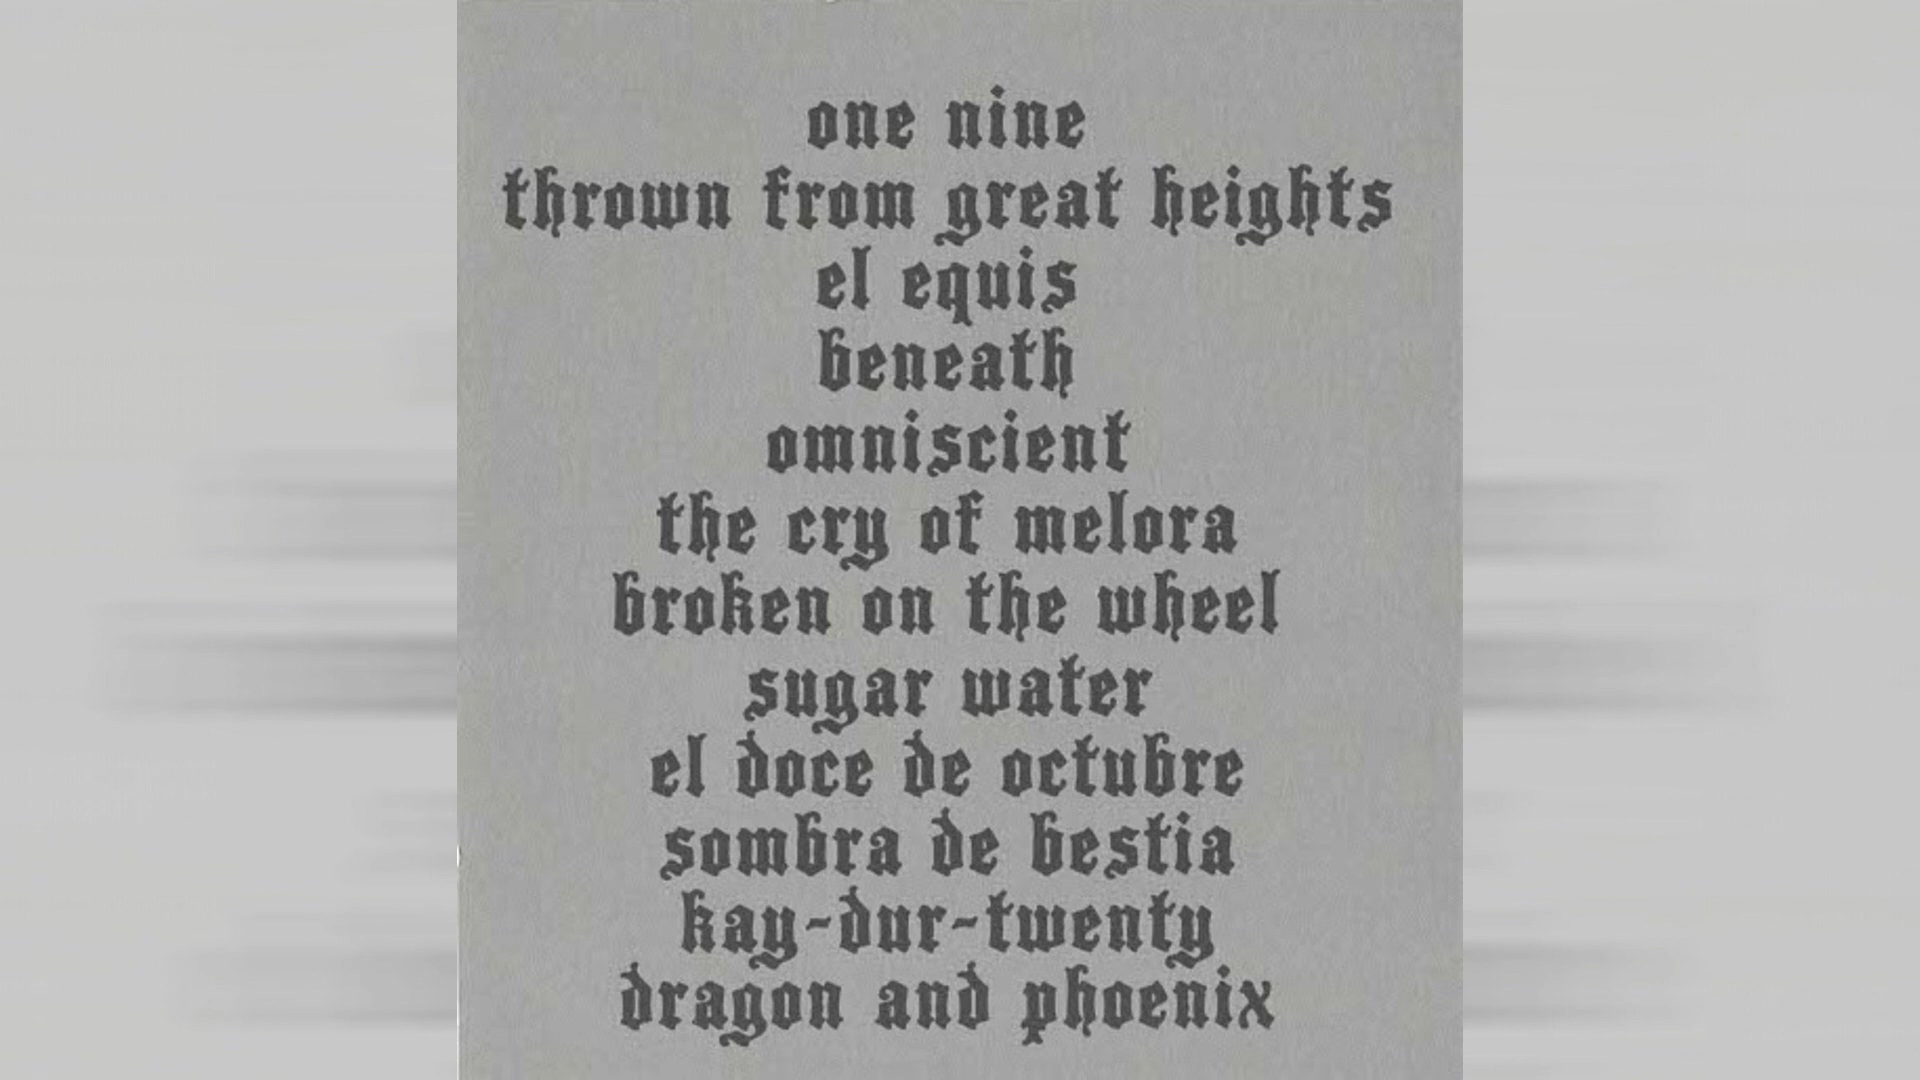 one nine
thrown from great heights
el equis
beneath
omniscient
the cry of melora
broken on the wheel
sugar water
el doce de octubre
sombra de bestia
kay-dur-twenty
dragon and phoenix